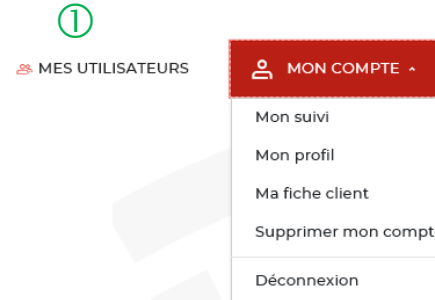 ①
MES UTILISATEURS
MON COMPTE
Mon suivi
Mon profil
Ma fiche client
Supprimer mon compt
Déconnexion